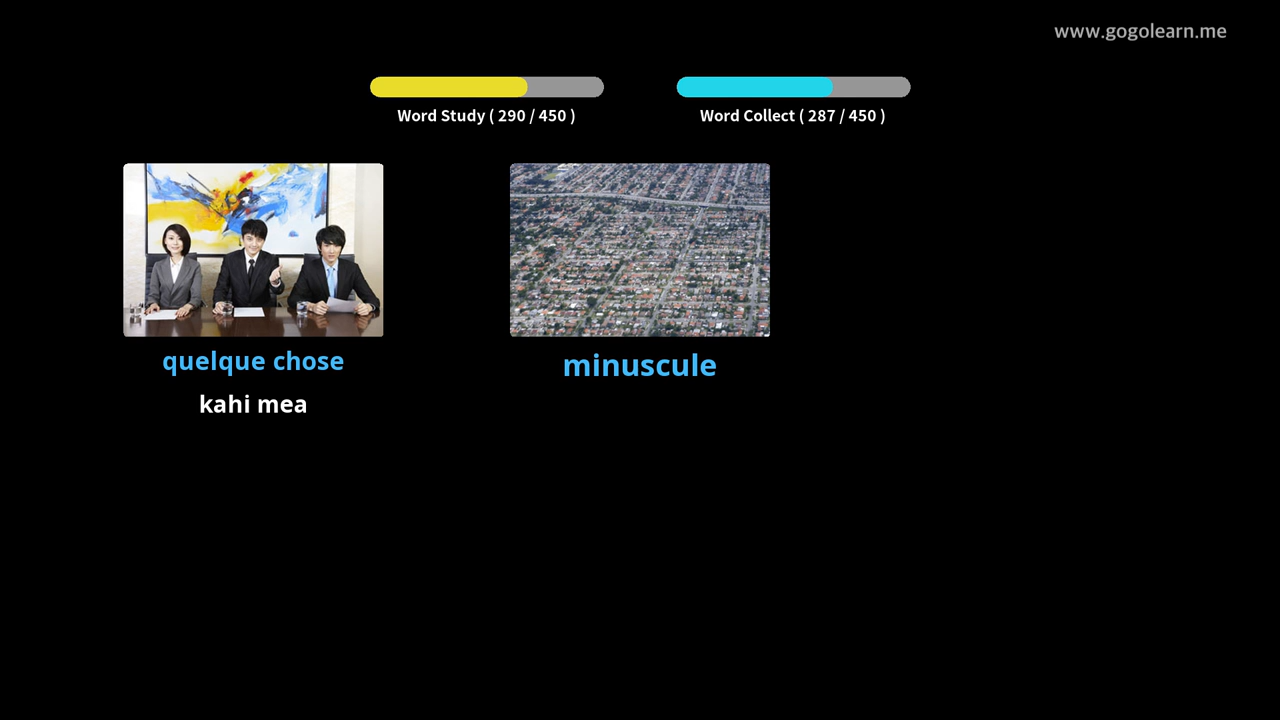 www.gogolearn.me
Word Study ( 290 / 450 )
Word Collect ( 287 / 450 )
quelque chose
kahi mea
minuscule